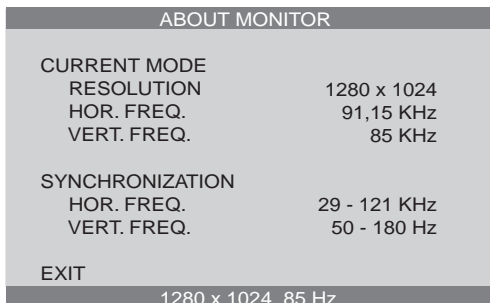 ABOUT MONITOR
CURRENT MODE
RESOLUTION 1280 x 1024
HOR. FREQ. 91,15 KHz
VERT. FREQ. 85 KHz
SYNCHRONIZATION
HOR. FREQ. 29 - 121 KHz
VERT. FREQ. 50 - 180 Hz
EXIT
1280 x 1024 85 Hz